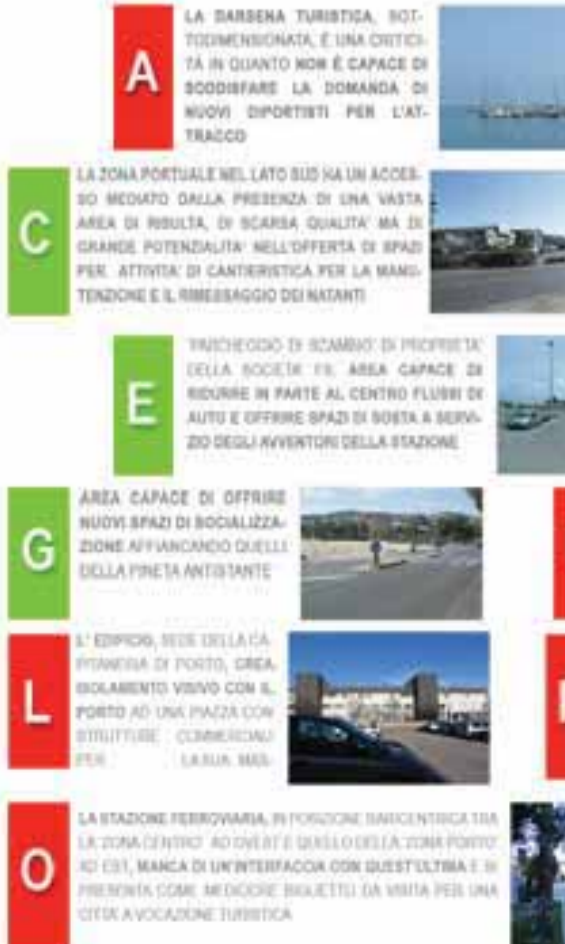 A
LA DARSENA TURISTICA, SOT-
TODIMENSIONATA, È UNA CRITICI-
TÀ IN QUANTO NON È CAPACE DI
SODDISFARE LA DOMANDA DI
NUOVI DIPORTISTI PER L'AT-
TRACCO
C
LA ZONA PORTUALE NEL LATO SUD HA UN ACCES-
SO MEDIATO DALLA PRESENZA DI UNA VASTA
AREA DI RISULTA, DI SCARSA QUALITA' MA DI
GRANDE POTENZIALITA' NELL'OFFERTA DI SPAZI
PER ATTIVITA' DI CANTIERISTICA PER LA MANU-
TENZIONE E IL RIMESSAGGIO DEI NATANTI
E
'PARCHEGGIO DI SCAMBIO' DI PROPRIETA'
DELLA SOCIETA' FS, AREA CAPACE DI
RIDURRE IN PARTE AL CENTRO FLUSSI DI
AUTO E OFFRIRE SPAZI DI SOSTA A SERVI-
ZIO DEGLI AVVENTORI DELLA STAZIONE
G
AREA CAPACE DI OFFRIRE
NUOVI SPAZI DI SOCIALIZZA-
ZIONE AFFIANCANDO QUELLI
DELLA PINETA ANTISTANTE
L
L' EDIFICIO, SEDE DELLA CA-
PITANERIA DI PORTO, CREA
ISOLAMENTO VISIVO CON IL
PORTO AD UNA PIAZZA CON
STRUTTURE COMMERCIALI
PER LA SUA MAS-
O
LA STAZIONE FERROVIARIA, IN POSIZIONE BARICENTRICA TRA
LA ZONA CENTRO' AD OVEST E QUELLO DELLA 'ZONA PORTO'
AD EST, MANCA DI UN'INTERFACCIA CON QUEST'ULTIMA E SI
PRESENTA COME MEDIOCRE BIGLIETTO DA VISITA PER UNA
CITTA' A VOCAZIONE TURISTICA